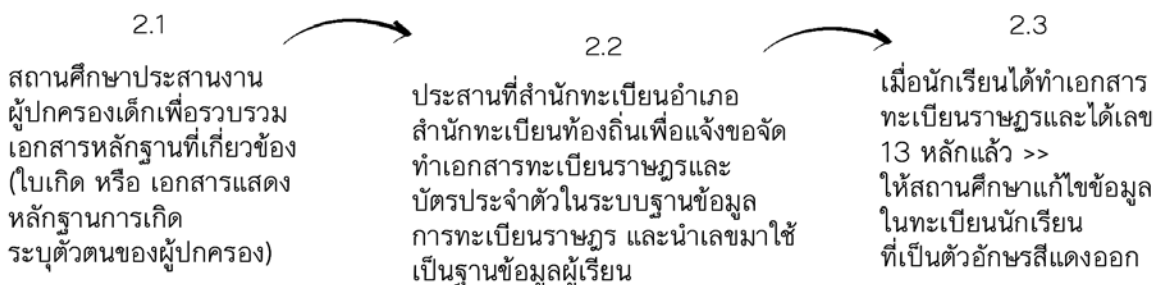 2.1
สถานศึกษาประสานงาน
ผู้ปกครองเด็กเพื่อรวบรวม
เอกสารหลักฐานที่เกี่ยวข้อง
(ใบเกิด หรือ เอกสารแสดง
หลักฐานการเกิด
ระบุตัวตนของผู้ปกครอง)
2.2
ประสานที่สำนักทะเบียนอำเภอ
สำนักทะเบียนท้องถิ่นเพื่อแจ้งขอจัด
ทำเอกสารทะเบียนราษฎรและ
บัตรประจำตัวในระบบฐานข้อมูล
การทะเบียนราษฎร และนำเลขมาใช้
เป็นฐานข้อมูลผู้เรียน
2.3
เมื่อนักเรียนได้ทำเอกสาร
ทะเบียนราษฎรและได้เลข
13 หลักแล้ว >>
ให้สถานศึกษาแก้ไขข้อมูล
ในทะเบียนนักเรียน
ที่เป็นตัวอักษรสีแดงออก